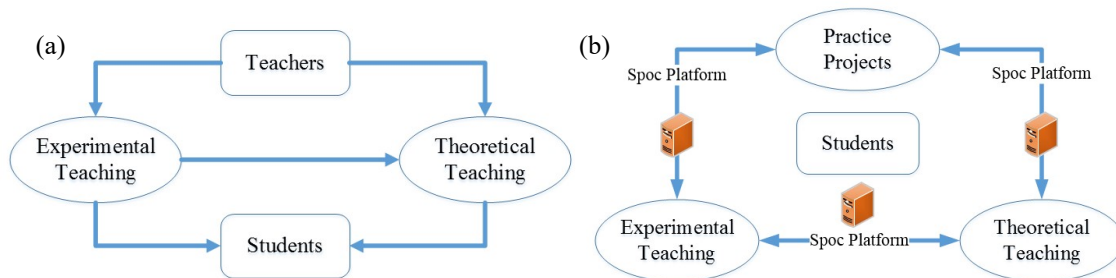 (a)
Teachers
Experimental
Teaching
Theoretical
Teaching
Students
(b)
Practice
Projects
Spoc Platform
Spoc Platform
Students
Experimental
Teaching
Spoc Platform
Theoretical
Teaching